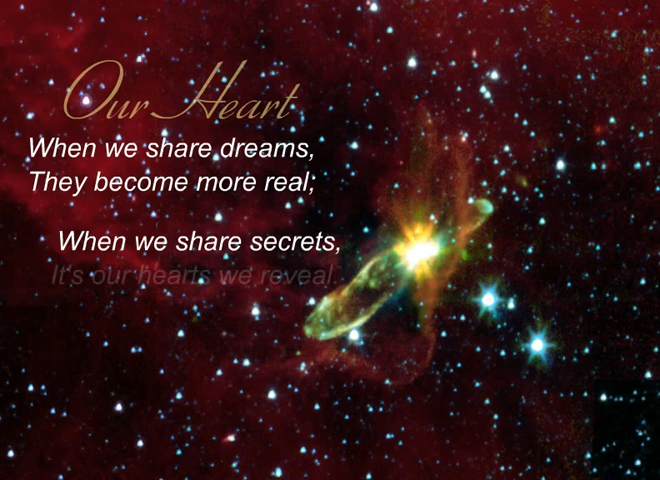 Our Heart
When we share dreams,
They become more real;
When we share secrets,
It's our hearts we reveal.